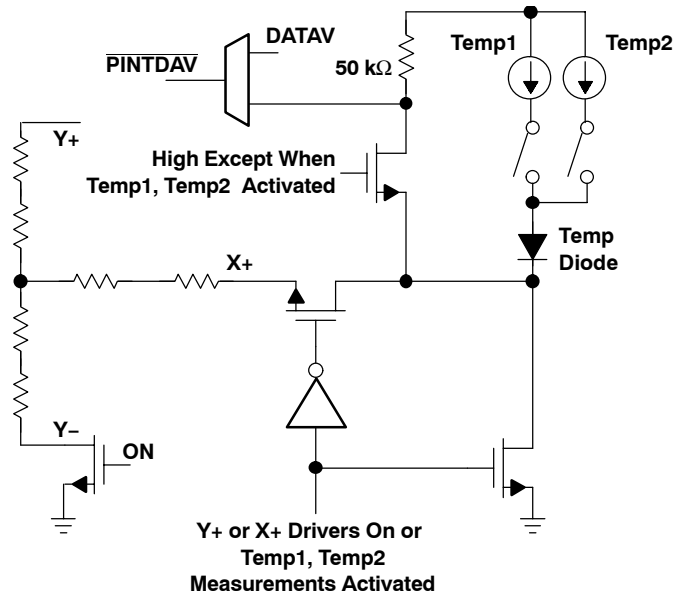 DATAV
PINTDAV
50 kΩ
Temp1
Temp2
Y+
High Except When
Temp1, Temp2 Activated
Temp
Diode
X+
Y–
ON
Y+ or X+ Drivers On or
Temp1, Temp2
Measurements Activated